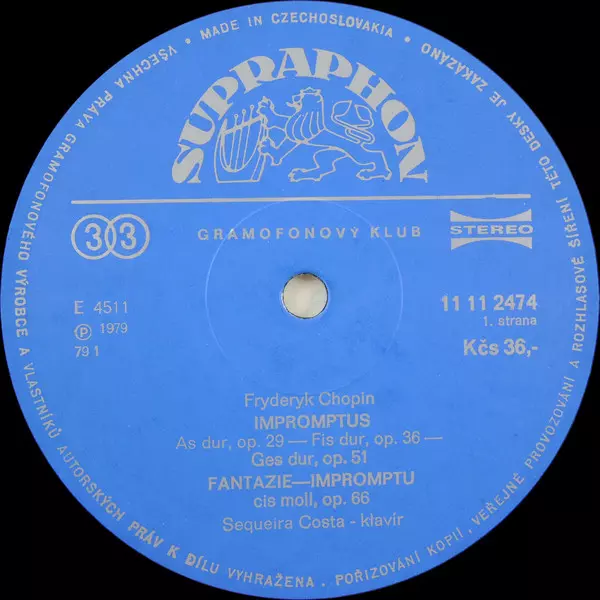 VŠECHNA PRÁVA GRAMOFONOVÉHO VÝROBCE A VLASTNÍKŮ AUTORSKÝCH PRÁV K DÍLU VYHRAŽENA. POŘIZOVÁNÍ KOPIÍ, VEŘEJNÉ PROVOZOVÁNÍ A ROZHLASOVÉ ŠÍŘENÍ TÉTO DESKY JE ZAKÁZÁNO • MADE IN CZECHOSLOVAKIA •
SUPRAPHON
33 GRAMOFONOVÝ KLUB STEREO
E 4511
Ⓟ 1979
79 1
11 11 2474
1. strana
Kčs 36,-
Fryderyk Chopin
IMPROMPTUS
As dur, op. 29 — Fis dur, op. 36 —
Ges dur, op. 51
FANTAZIE—IMPROMPTU
cis moll, op. 66
Sequeira Costa - klavír